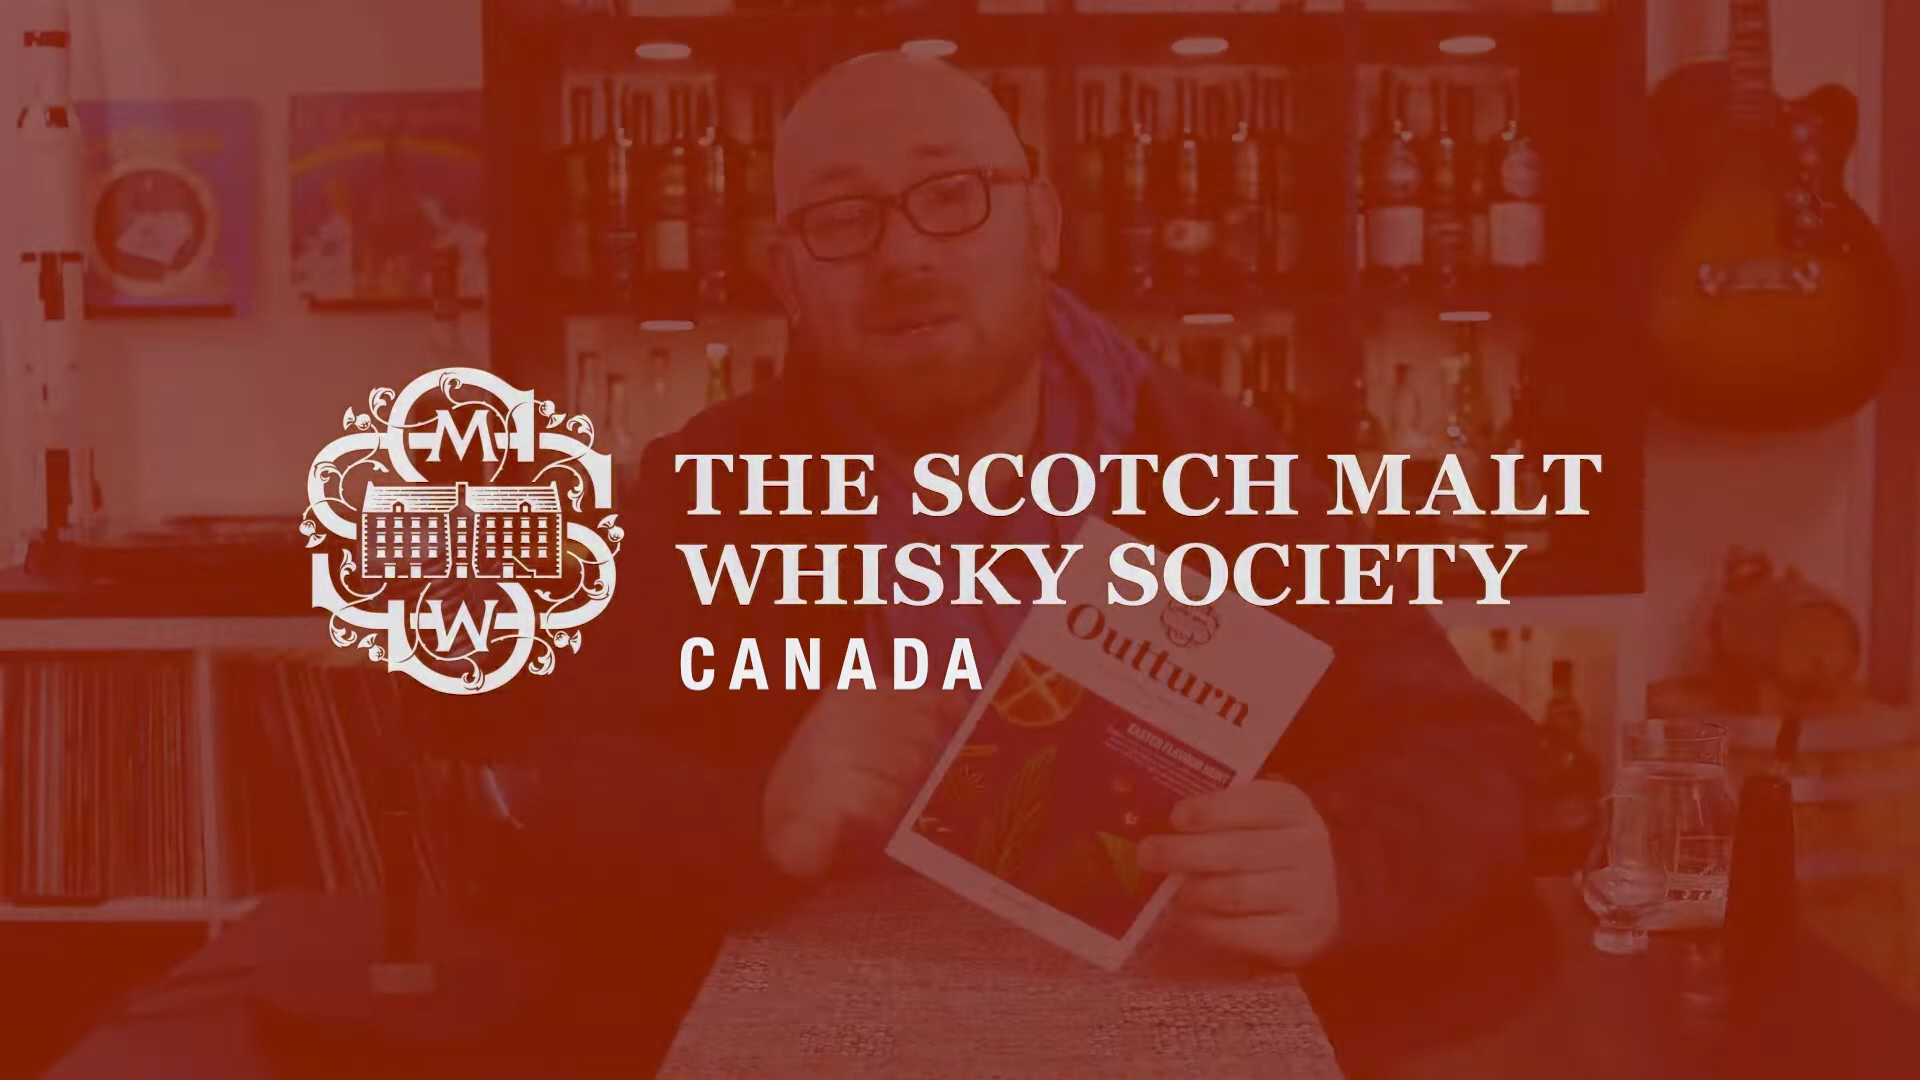 THE SCOTCH MALT
WHISKY SOCIETY
CANADA
M
W
Outturn
EASTER FLAVOUR HUNT